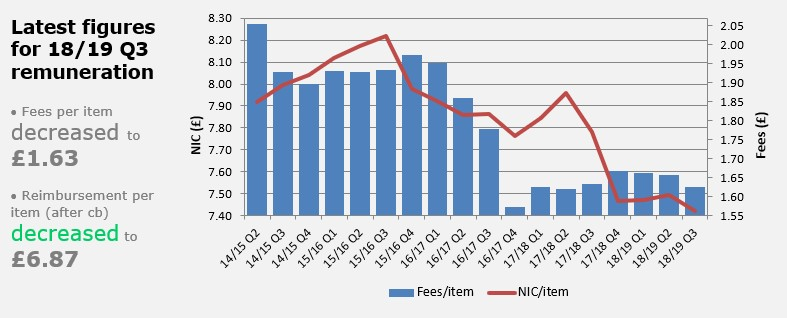 Latest figures
for 18/19 Q3
remuneration
• Fees per item
decreased to
£1.63
• Reimbursement per
item (after cb)
decreased to
£6.87
NIC (£)
8.30
8.20
8.10
8.00
7.90
7.80
7.70
7.60
7.50
7.40
2.05
2.00
1.95
1.90
1.85
1.80
1.75
1.70
1.65
1.60
1.55
Fees (£)
14/15 Q2
14/15 Q3
14/15 Q4
15/16 Q1
15/16 Q2
15/16 Q3
15/16 Q4
16/17 Q1
16/17 Q2
16/17 Q3
16/17 Q4
17/18 Q1
17/18 Q2
17/18 Q3
17/18 Q4
18/19 Q1
18/19 Q2
18/19 Q3
Fees/item
NIC/item